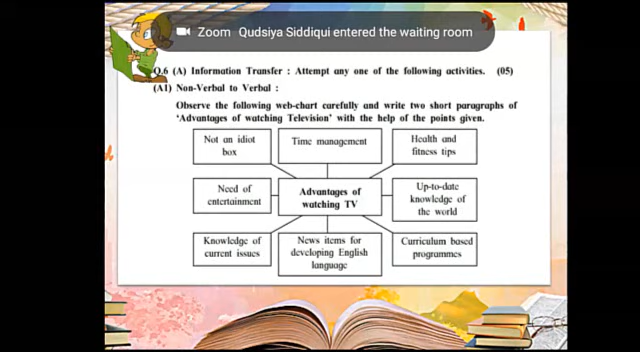 Zoom Qudsiya Siddiqui entered the waiting room
Q.6 (A) Information Transfer : Attempt any one of the following activities. (05)
(A1) Non-Verbal to Verbal :
Observe the following web-chart carefully and write two short paragraphs of
‘Advantages of watching Television’ with the help of the points given.
Not an idiot
box
Time management
Health and
fitness tips
Need of
entertainment
Advantages of
watching TV
Up-to-date
knowledge of
the world
Knowledge of
current issues
News items for
developing English
language
Curriculum based
programmes